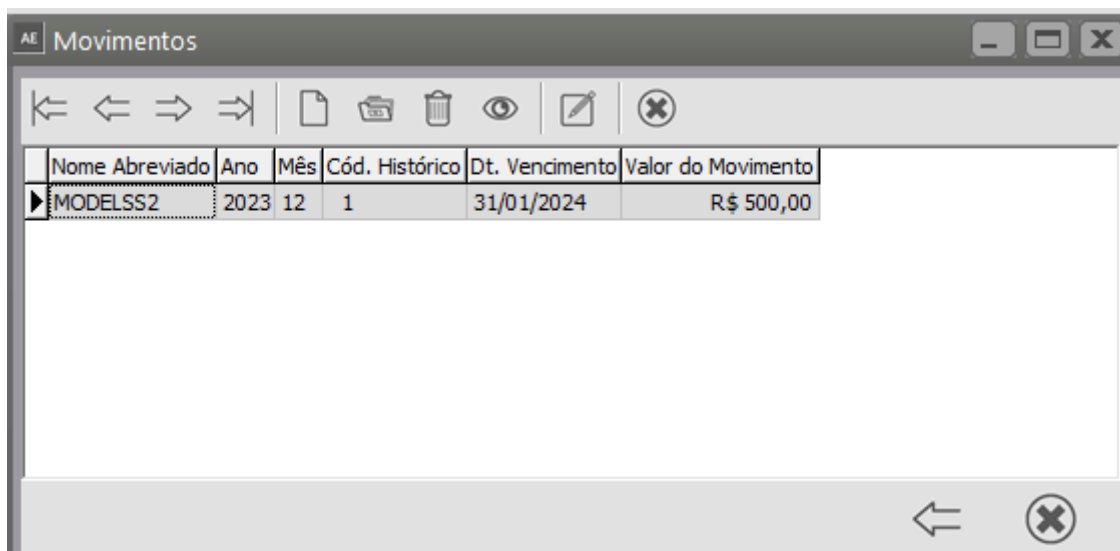 AE Movimentos
Nome Abreviado Ano Mês Cód. Histórico Dt. Vencimento Valor do Movimento
MODELSS2 2023 12 1 31/01/2024 R$ 500,00